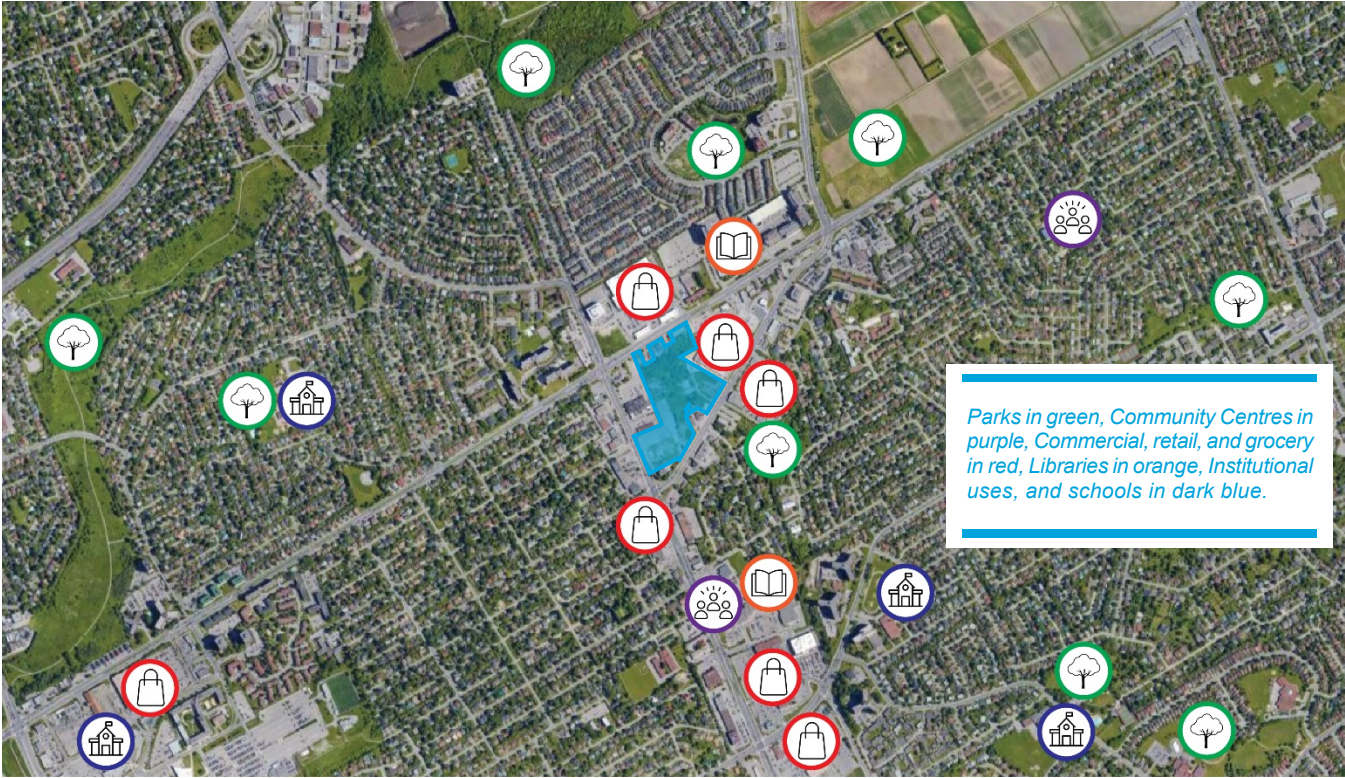 Parks in green, Community Centres in
purple, Commercial, retail, and grocery
in red, Libraries in orange, Institutional
uses, and schools in dark blue.